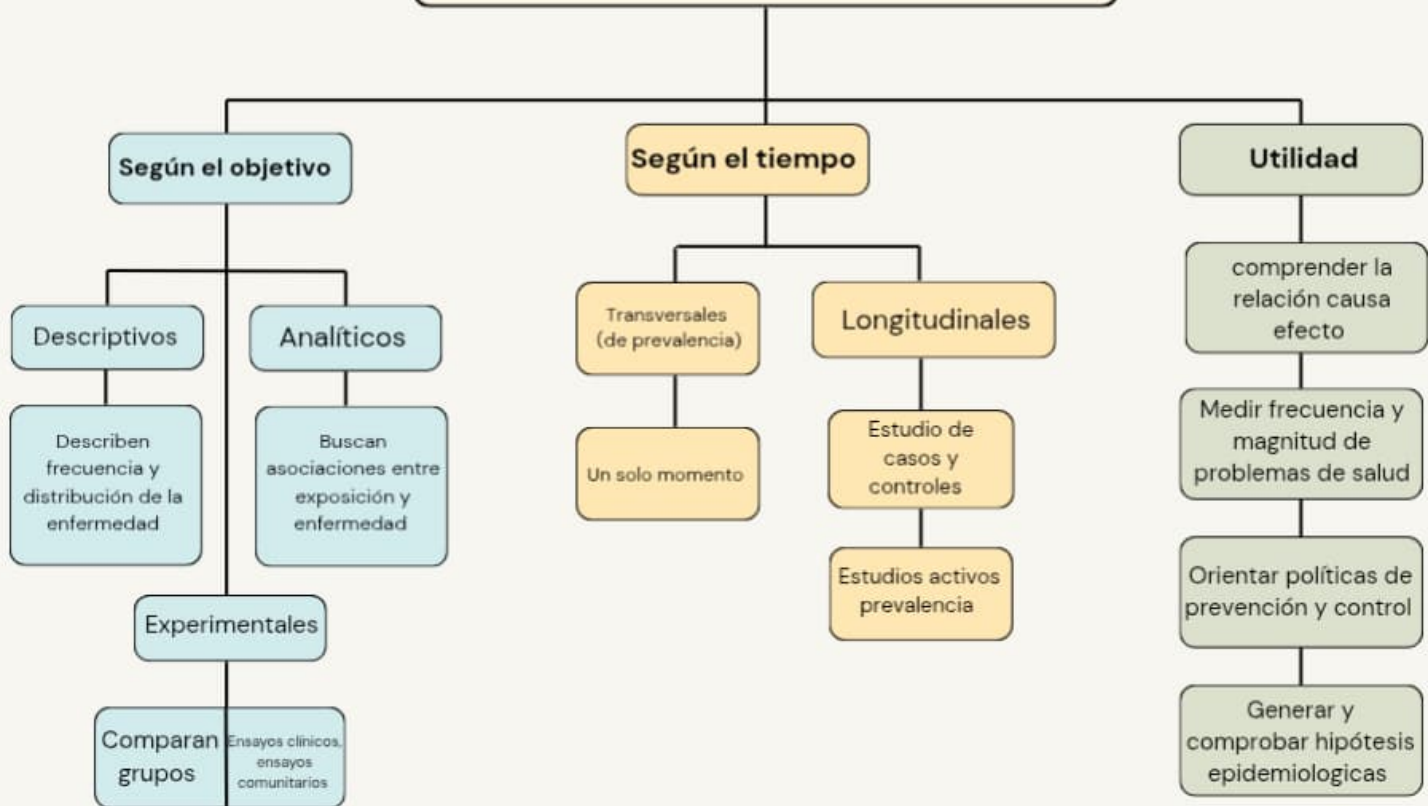 Según el objetivo
Descriptivos
Describen
frecuencia y
distribución de la
enfermedad
Analíticos
Buscan
asociaciones entre
exposición y
enfermedad
Experimentales
Comparan
grupos
Ensayos clínicos,
ensayos
comunitarios
Según el tiempo
Transversales
(de prevalencia)
Un solo momento
Longitudinales
Estudio de
casos y
controles
Estudios activos
prevalencia
Utilidad
comprender la
relación causa
efecto
Medir frecuencia y
magnitud de
problemas de salud
Orientar políticas de
prevención y control
Generar y
comprobar hipótesis
epidemiologicas